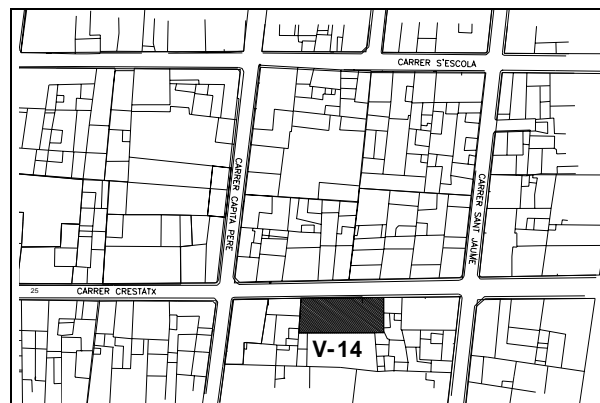 CARRER S'ESCOLA
CARRER CAPITA PERE
CARRER SANT JAUME
25
CARRER CRESTATX
V-14